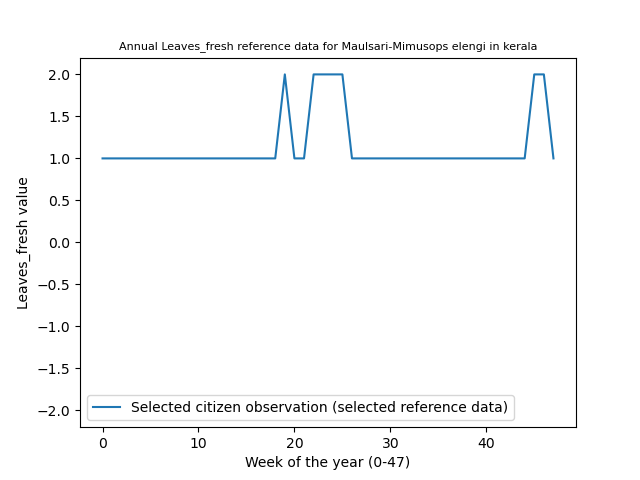 Annual Leaves_fresh reference data for Maulsari-Mimusops elengi in kerala
2.0
1.5
1.0
0.5
0.0
−0.5
−1.0
−1.5
−2.0
Leaves_fresh value
Selected citizen observation (selected reference data)
0 10 20 30 40
Week of the year (0-47)